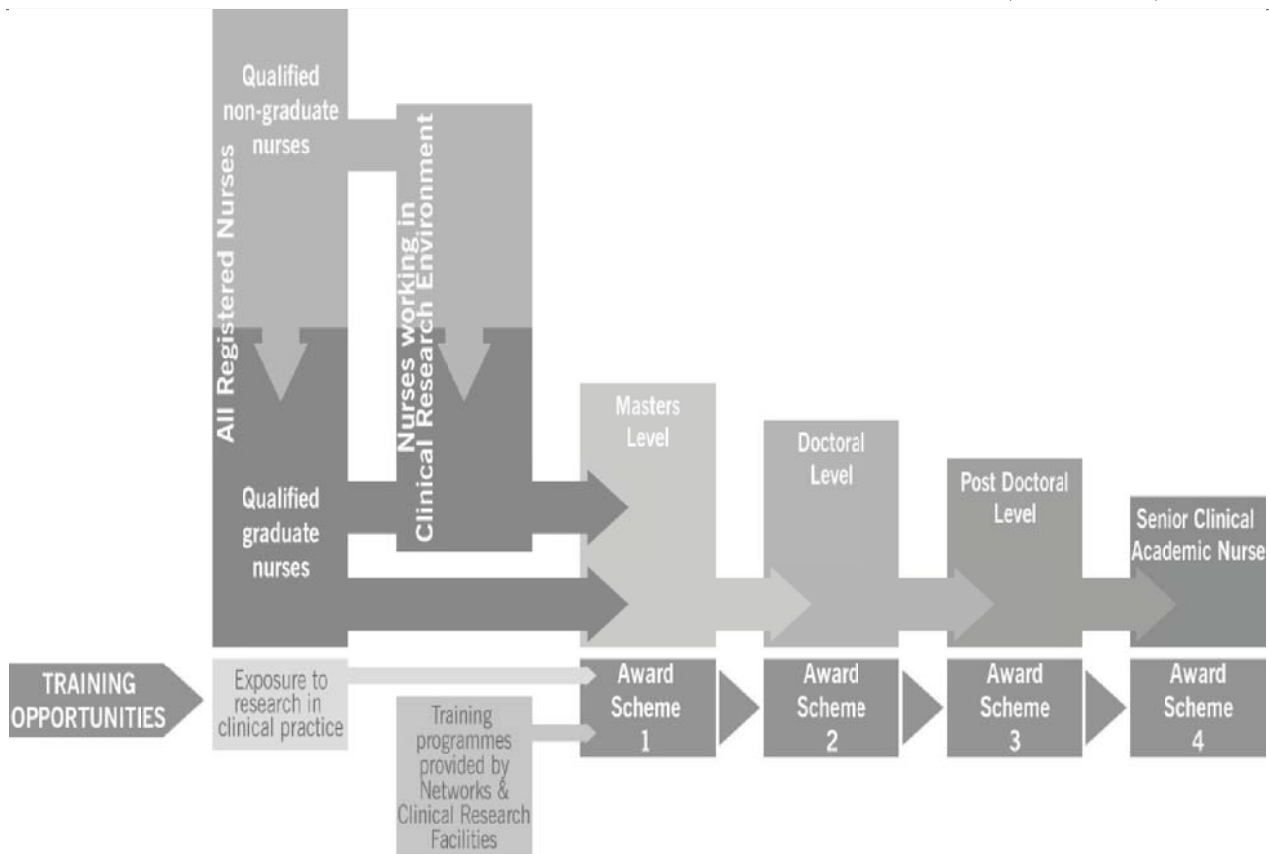 Qualified
non-graduate
nurses
All Registered Nurses
Nurses working in
Clinical Research Environment
Qualified
graduate
nurses
Masters
Level
Doctoral
Level
Post Doctoral
Level
Senior Clinical
Academic Nurse
TRAINING
OPPORTUNITIES
Exposure to
research in
clinical practice
Training
programmes
provided by
Networks &
Clinical Research
Facilities
Award
Scheme
1
Award
Scheme
2
Award
Scheme
3
Award
Scheme
4